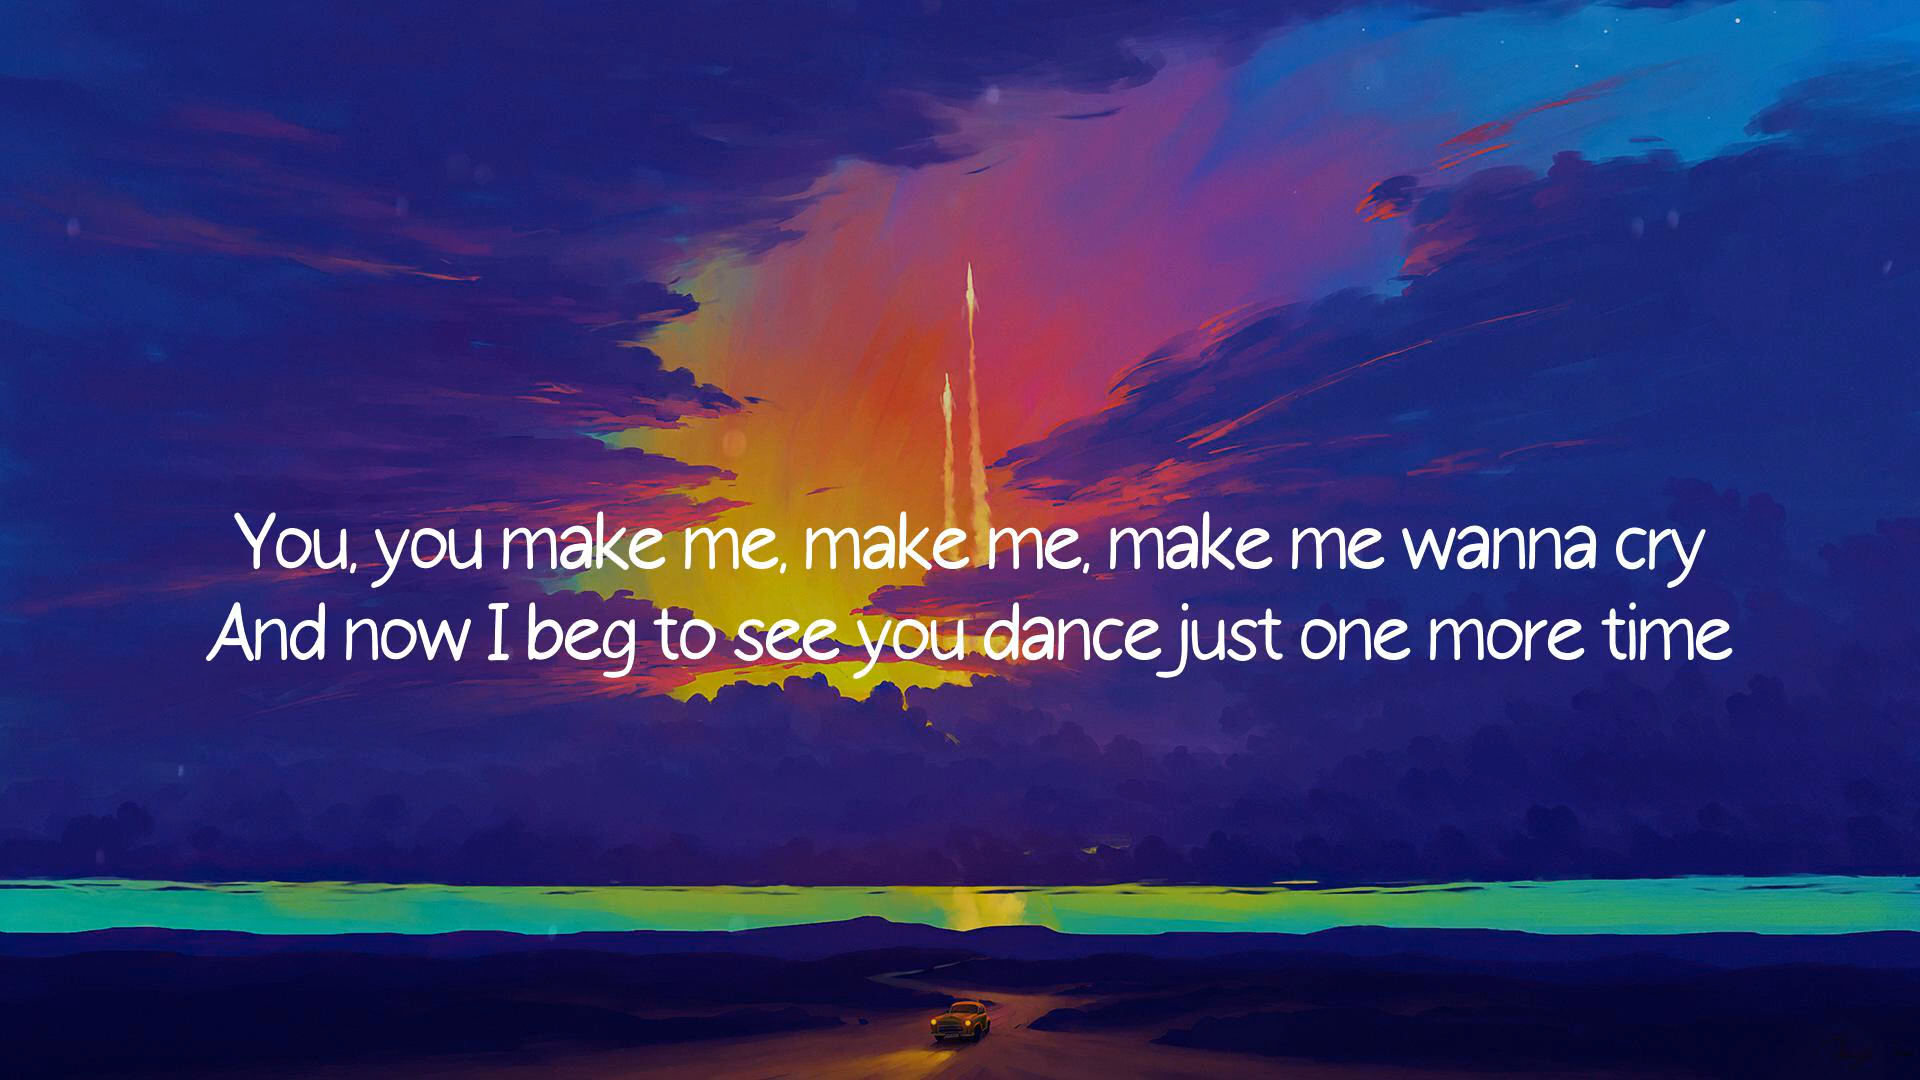 You, you make me, make me, make me wanna cry
And now I beg to see you dance just one more time